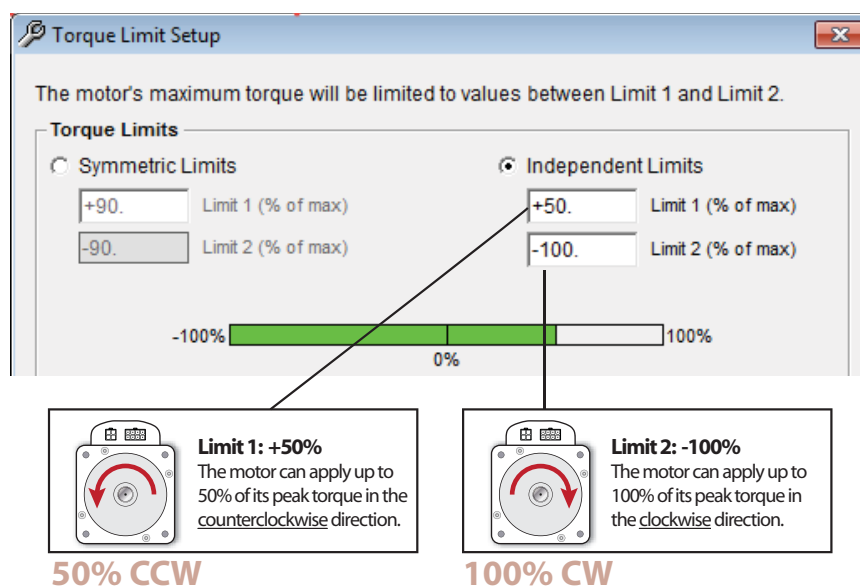 Torque Limit Setup
The motor's maximum torque will be limited to values between Limit 1 and Limit 2.
Torque Limits
Symmetric Limits
+90. Limit 1 (% of max)
-90. Limit 2 (% of max)
Independent Limits
+50. Limit 1 (% of max)
-100. Limit 2 (% of max)
-100% 100%
0%
Limit 1: +50%
The motor can apply up to
50% of its peak torque in the
counterclockwise direction.
50% CCW
Limit 2: -100%
The motor can apply up to
100% of its peak torque in
the clockwise direction.
100% CW